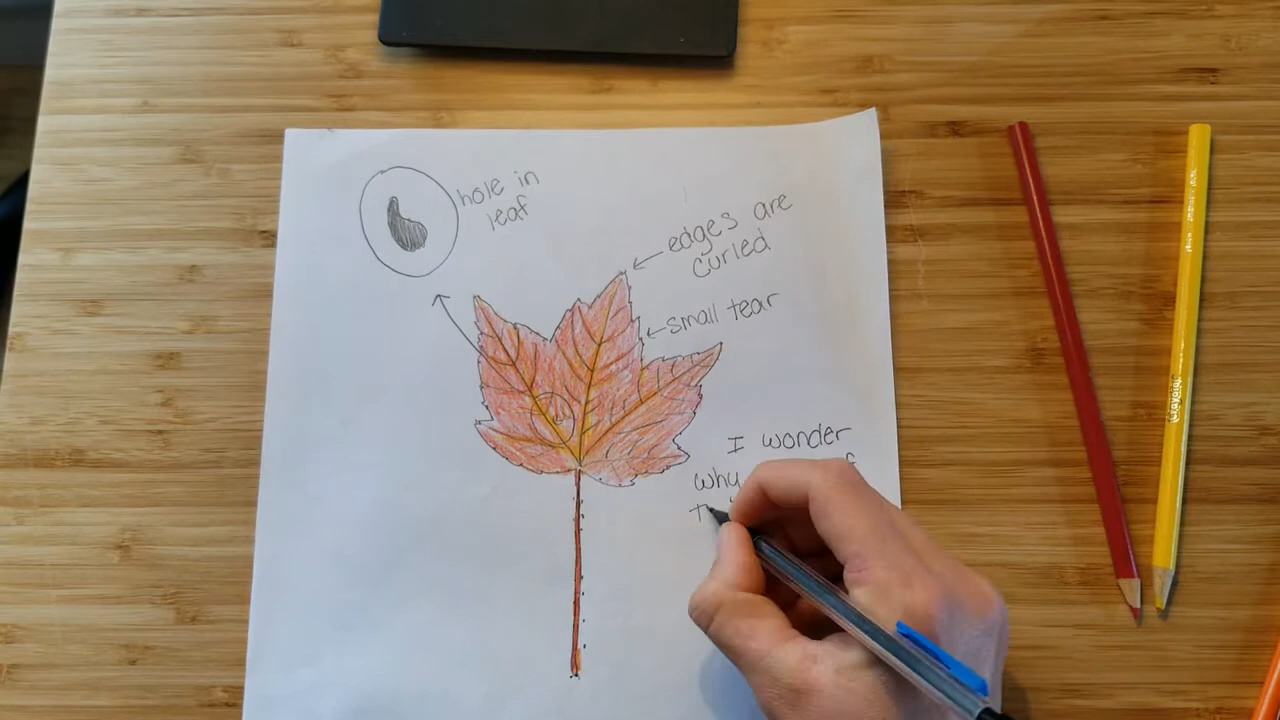 hole in
leaf
edges are
curled
small tear
I wonder
why
Crayola